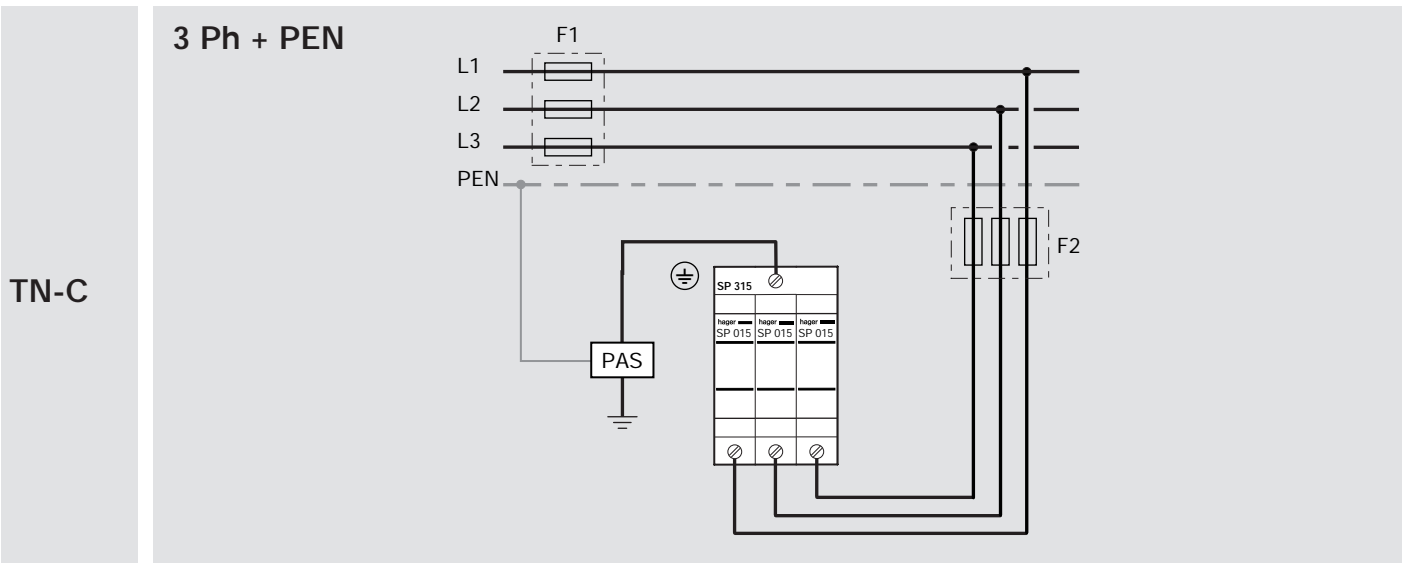 3 Ph + PEN
F1
L1
L2
L3
PEN
F2
TN-C
SP 315
hager hager hager
SP 015 SP 015 SP 015
PAS